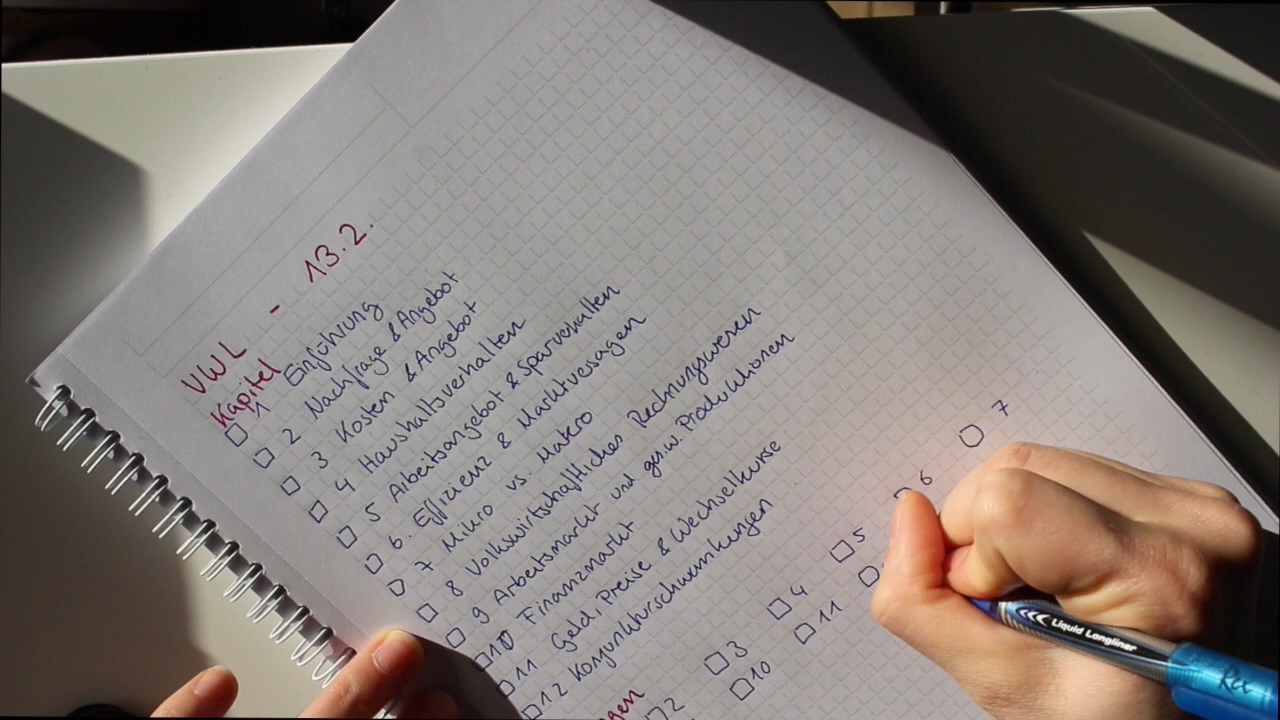 VWL - 13.2.
Kapitel
1 Einführung
2 Nachfrage & Angebot
3 Kosten & Angebot
4 Haushaltsverhalten
5 Arbeitsangebot & Sparverhalten
6. Effizienz & Marktversagen
7 Mikro vs. Makro
8 Volkswirtschaftliches Rechnungswesen
9 Arbeitsmarkt und ges.w. Produktionen
10 Finanzmarkt
11 Geld, Preise & Wechselkurse
12 Konjunkturschwankungen
2 3 4 5 6 7
10 11
Liquid Longliner